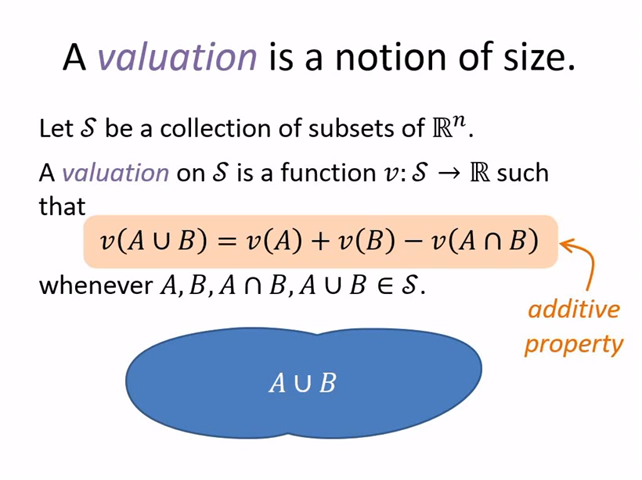 A valuation is a notion of size.
Let 𝒮 be a collection of subsets of ℝⁿ.
A valuation on 𝒮 is a function 𝑣: 𝒮 → ℝ such
that
𝑣(𝐴 ∪ 𝐵) = 𝑣(𝐴) + 𝑣(𝐵) − 𝑣(𝐴 ∩ 𝐵)
whenever 𝐴, 𝐵, 𝐴 ∩ 𝐵, 𝐴 ∪ 𝐵 ∈ 𝒮.
additive
property
𝐴 ∪ 𝐵